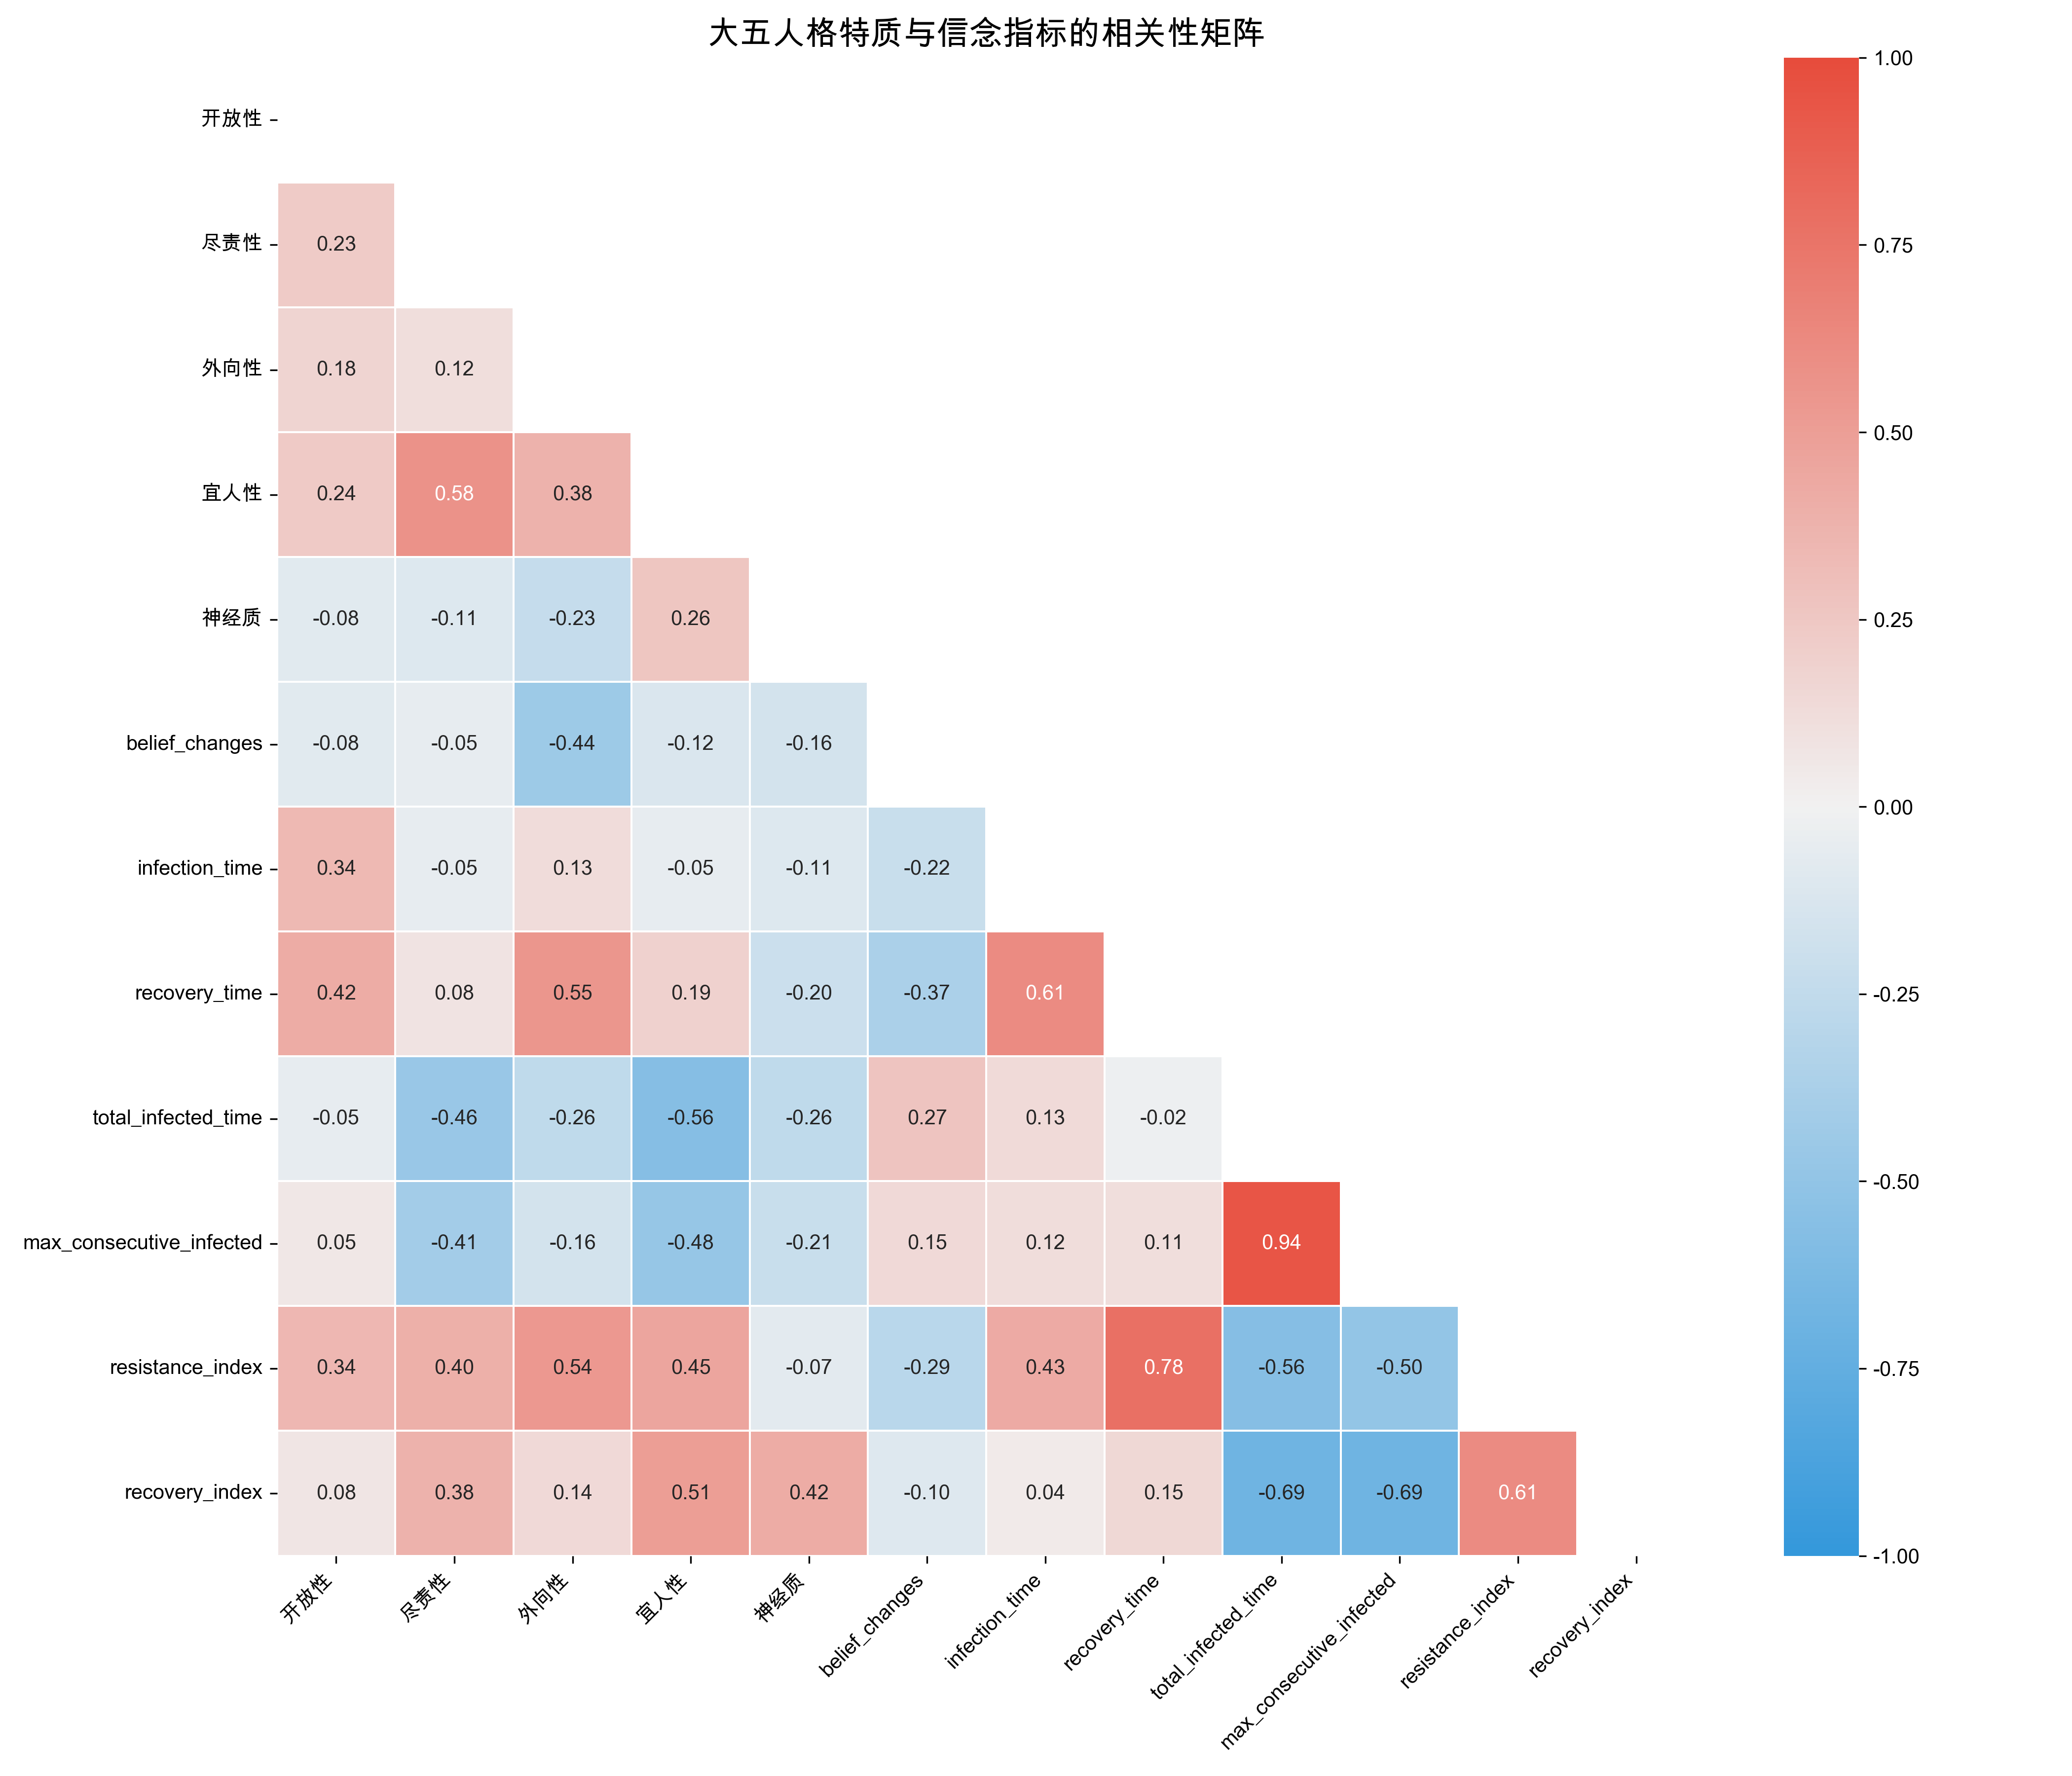 大五人格特质与信念指标的相关性矩阵
开放性
尽责性 0.23
外向性 0.18 0.12
宜人性 0.24 0.58 0.38
神经质 -0.08 -0.11 -0.23 0.26
belief_changes -0.08 -0.05 -0.44 -0.12 -0.16
infection_time 0.34 -0.05 0.13 -0.05 -0.11 -0.22
recovery_time 0.42 0.08 0.55 0.19 -0.20 -0.37 0.61
total_infected_time -0.05 -0.46 -0.26 -0.56 -0.26 0.27 0.13 -0.02
max_consecutive_infected 0.05 -0.41 -0.16 -0.48 -0.21 0.15 0.12 0.11 0.94
resistance_index 0.34 0.40 0.54 0.45 -0.07 -0.29 0.43 0.78 -0.56 -0.50
recovery_index 0.08 0.38 0.14 0.51 0.42 -0.10 0.04 0.15 -0.69 -0.69 0.61
开放性
尽责性
外向性
宜人性
神经质
belief_changes
infection_time
recovery_time
total_infected_time
max_consecutive_infected
resistance_index
recovery_index
1.00
0.75
0.50
0.25
0.00
-0.25
-0.50
-0.75
-1.00